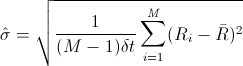 $\hat{\sigma} = \sqrt{\frac{1}{(M-1)\delta t} \sum_{i=1}^{M} (R_i - \bar{R})^2}$